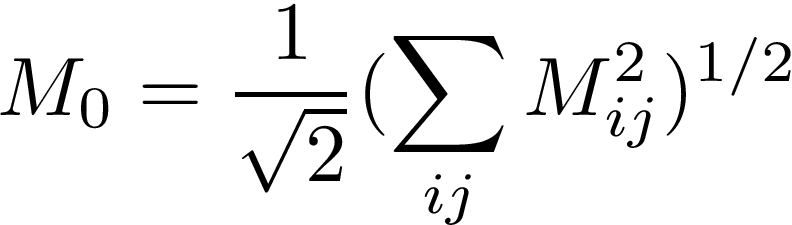 M_0 = \frac{1}{\sqrt{2}} (\sum_{ij} M_{ij}^2)^{1/2}